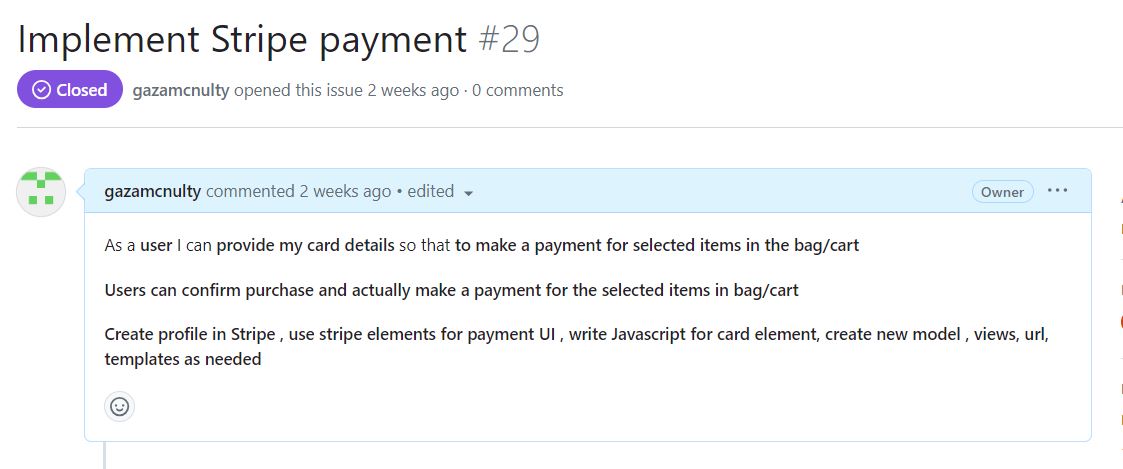 Implement Stripe payment #29
Closed gazamcnulty opened this issue 2 weeks ago · 0 comments
gazamcnulty commented 2 weeks ago • edited Owner ...
As a user I can provide my card details so that to make a payment for selected items in the bag/cart
Users can confirm purchase and actually make a payment for the selected items in bag/cart
Create profile in Stripe , use stripe elements for payment UI , write Javascript for card element, create new model , views, url,
templates as needed